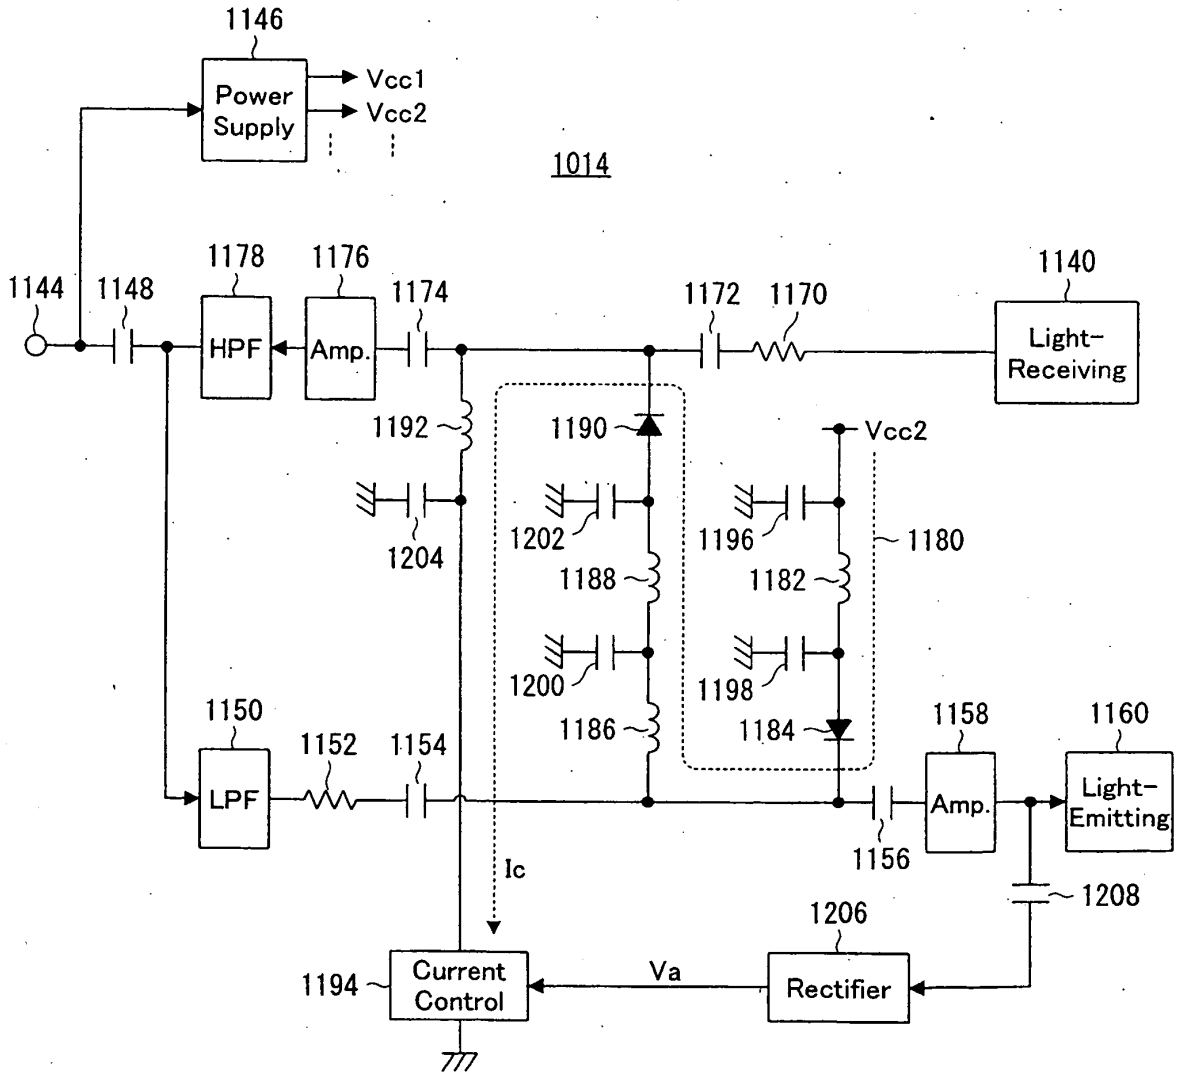 1146
Power
Supply
Vcc1
Vcc2
1014
1144
1148
1178
HPF
1176
Amp.
1174
1172
1170
1140
Light-
Receiving
1192
1190
Vcc2
1204
1202
1196
1180
1188
1182
1200
1198
1186
1184
1150
LPF
1152
1154
1158
Amp.
1160
Light-
Emitting
1156
Ic
1208
1206
Rectifier
Va
1194
Current
Control